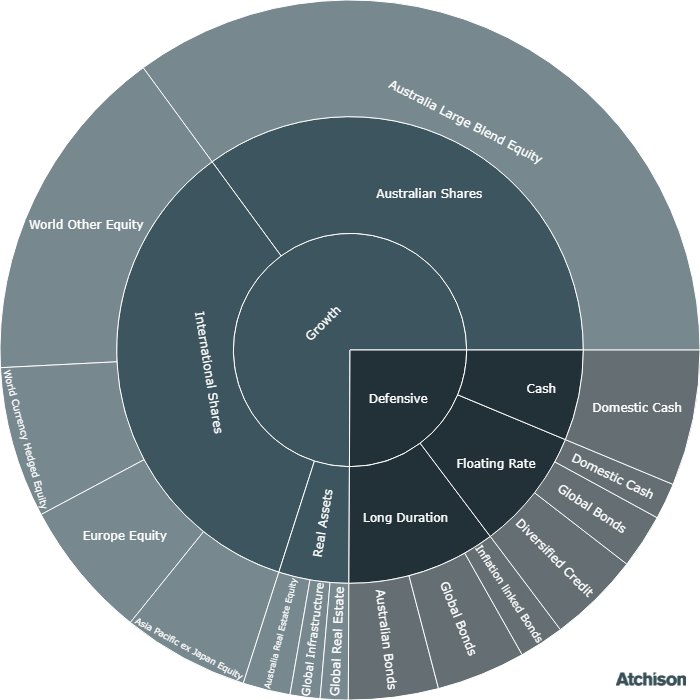 Australia Large Blend Equity
Australian Shares
World Other Equity
Growth
International Shares
World Currency Hedged Equity
Europe Equity
Asia Pacific ex Japan Equity
Real Assets
Australia Real Estate Equity
Global Infrastructure
Global Real Estate
Defensive
Cash
Domestic Cash
Floating Rate
Domestic Cash
Global Bonds
Diversified Credit
Long Duration
Inflation linked Bonds
Global Bonds
Australian Bonds
Atchison